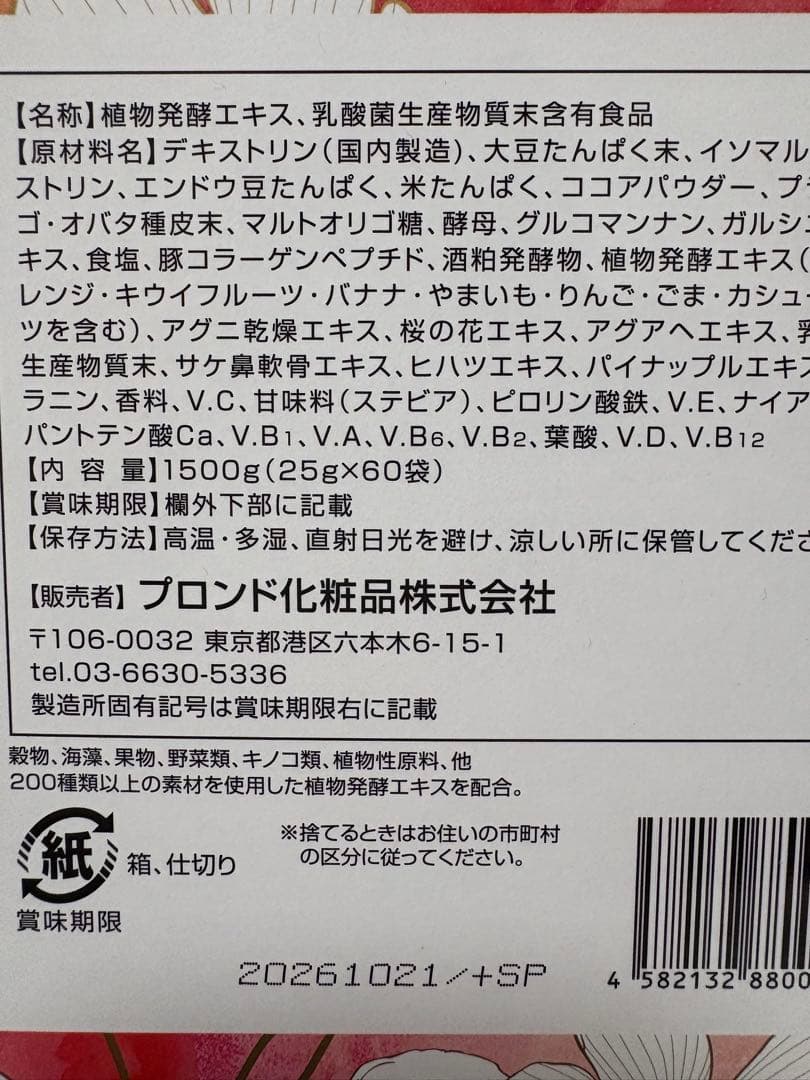 【名称】植物発酵エキス、乳酸菌生産物質末含有食品
【原材料名】デキストリン(国内製造)、大豆たんぱく末、イソマル
ストリン、エンドウ豆たんぱく、米たんぱく、ココアパウダー、プラ
ゴ・オバタ種皮末、マルトオリゴ糖、酵母、グルコマンナン、ガルシニ
キス、食塩、豚コラーゲンペプチド、酒粕発酵物、植物発酵エキス(
レンジ・キウイフルーツ・バナナ・やまいも・りんご・ごま・カシュー
ツを含む)、アグニ乾燥エキス、桜の花エキス、アグアヘエキス、乳
生産物質末、サケ鼻軟骨エキス、ヒハツエキス、パイナップルエキス
ラニン、香料、V.C、甘味料(ステビア)、ピロリン酸鉄、V.E、ナイア
パントテン酸Ca、V.B1、V.A、V.B6、V.B2、葉酸、V.D、V.B12
【内 容 量】1500g(25g×60袋)
【賞味期限】欄外下部に記載
【保存方法】高温・多湿、直射日光を避け、涼しい所に保管してくださ
【販売者】プロンド化粧品株式会社
〒106-0032 東京都港区六本木6-15-1
tel.03-6630-5336
製造所固有記号は賞味期限右に記載
穀物、海藻、果物、野菜類、キノコ類、植物性原料、他
200種類以上の素材を使用した植物発酵エキスを配合。
紙 箱、仕切り
※捨てるときはお住いの市町村
の区分に従ってください。
賞味期限
20261021/+SP
4 582132 8800